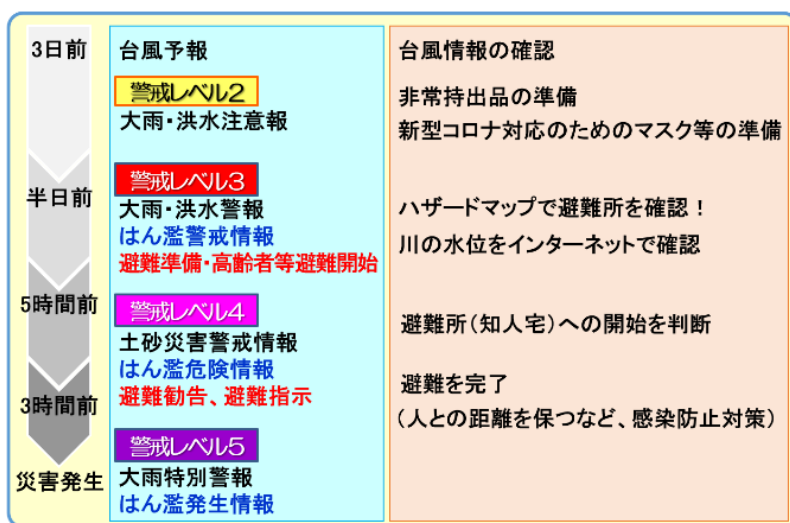 3日前
台風予報
台風情報の確認
警戒レベル2
非常持出品の準備
大雨・洪水注意報
新型コロナ対応のためのマスク等の準備
警戒レベル3
半日前
大雨・洪水警報
ハザードマップで避難所を確認！
はん濫警戒情報
川の水位をインターネットで確認
避難準備・高齢者等避難開始
5時間前
警戒レベル4
避難所（知人宅）への開始を判断
土砂災害警戒情報
はん濫危険情報
避難を完了
避難勧告、避難指示
3時間前
（人との距離を保つなど、感染防止対策）
警戒レベル5
大雨特別警報
災害発生
はん濫発生情報